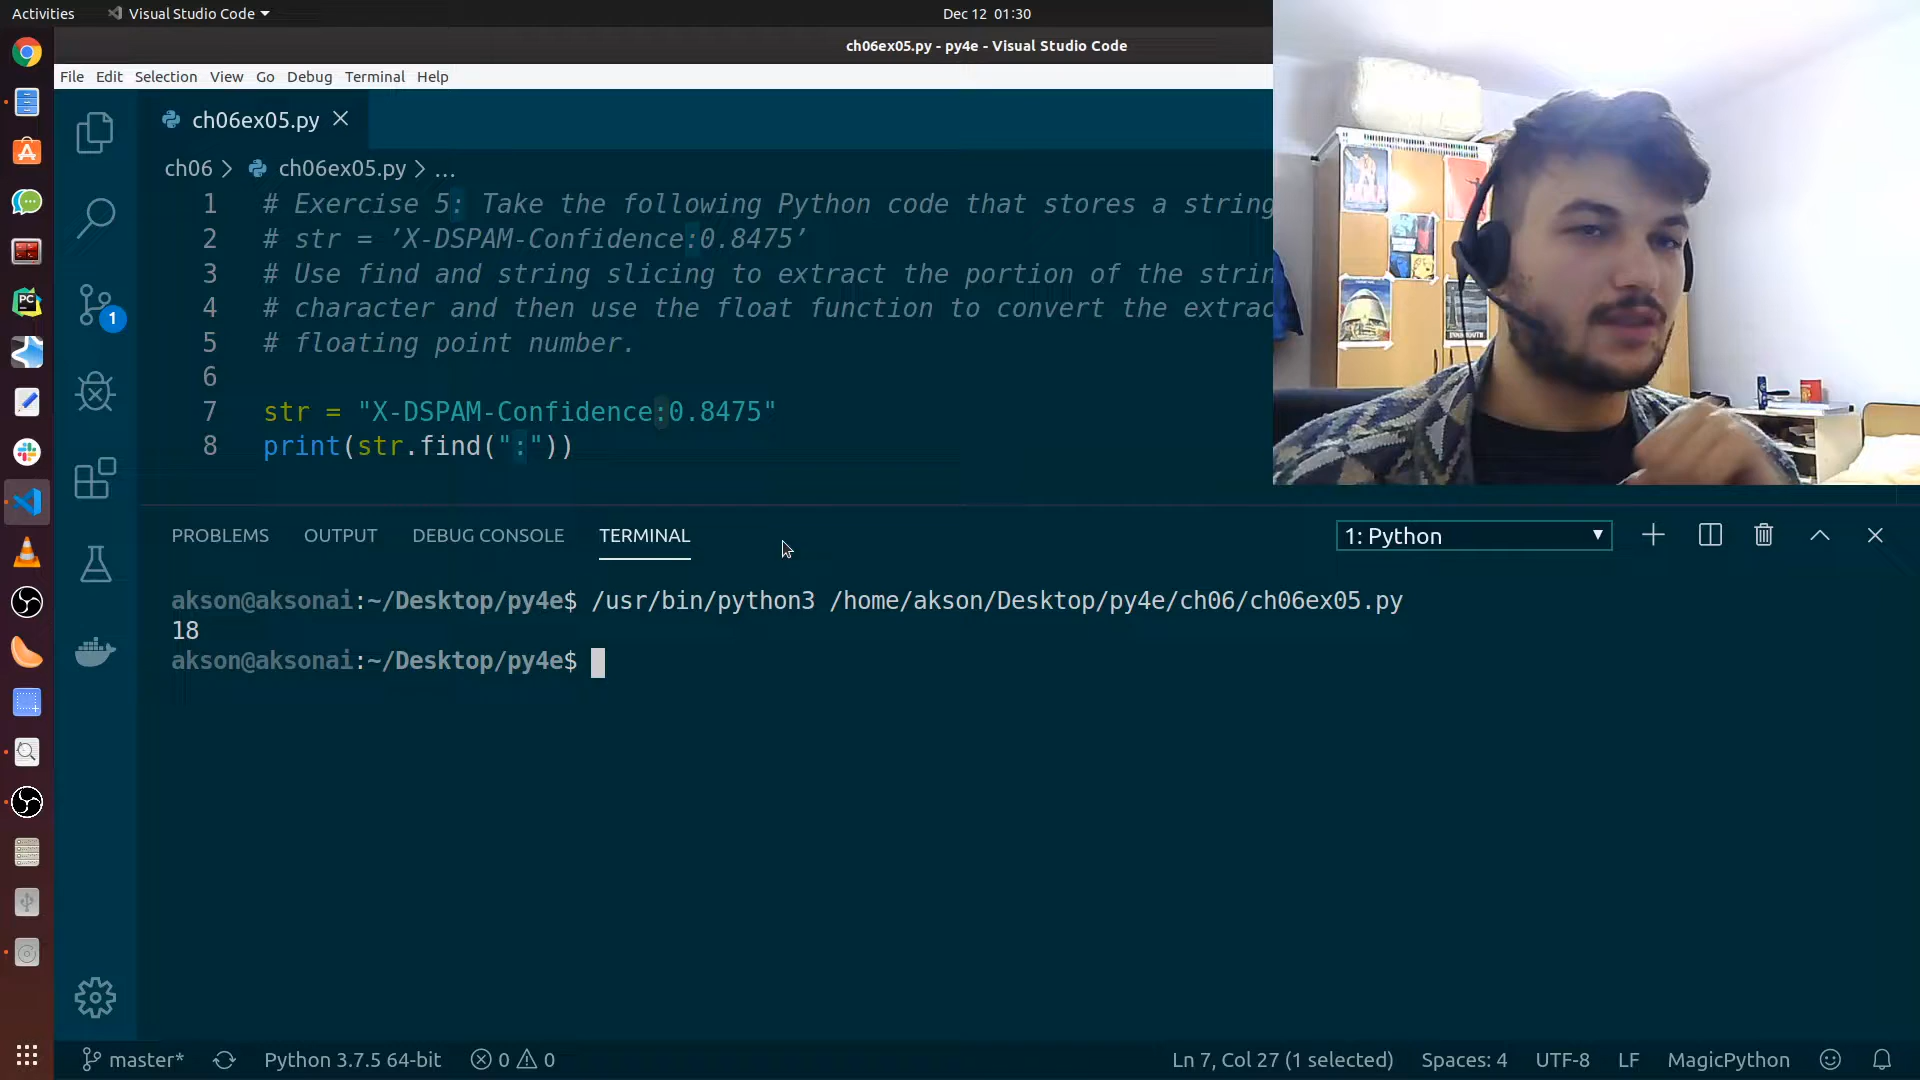 Activities
Visual Studio Code
Dec 12 01:30
ch06ex05.py - py4e - Visual Studio Code
File Edit Selection View Go Debug Terminal Help
ch06ex05.py
ch06 > ch06ex05.py > ...
1 # Exercise 5: Take the following Python code that stores a string
2 # str = ’X-DSPAM-Confidence:0.8475’
3 # Use find and string slicing to extract the portion of the strin
4 # character and then use the float function to convert the extrac
5 # floating point number.
6
7 str = "X-DSPAM-Confidence:0.8475"
8 print(str.find(":"))
1
PC
PROBLEMS OUTPUT DEBUG CONSOLE TERMINAL
1: Python
akson@aksonai:~/Desktop/py4e$ /usr/bin/python3 /home/akson/Desktop/py4e/ch06/ch06ex05.py
18
akson@aksonai:~/Desktop/py4e$
master* Python 3.7.5 64-bit 0 0 Ln 7, Col 27 (1 selected) Spaces: 4 UTF-8 LF MagicPython